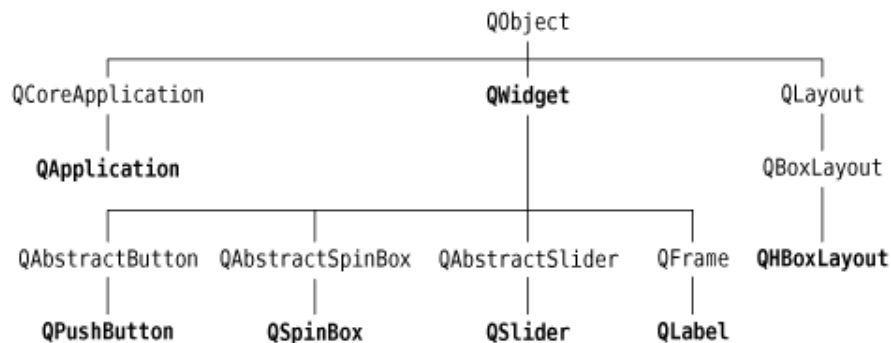 QObject
QCoreApplication QWidget QLayout
QApplication QBoxLayout
QAbstractButton QAbstractSpinBox QAbstractSlider QFrame QHBoxLayout
QPushButton QSpinBox QSlider QLabel